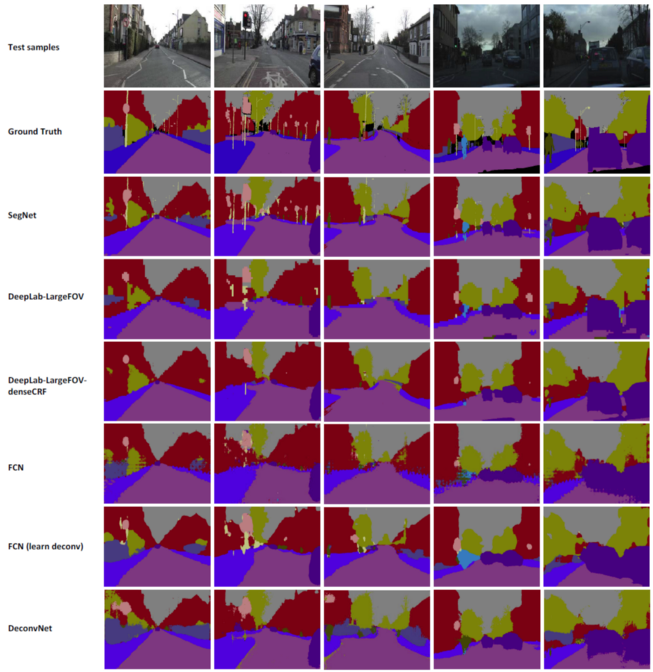 Test samples
Ground Truth
SegNet
DeepLab-LargeFOV
DeepLab-LargeFOV-
denseCRF
FCN
FCN (learn deconv)
DeconvNet